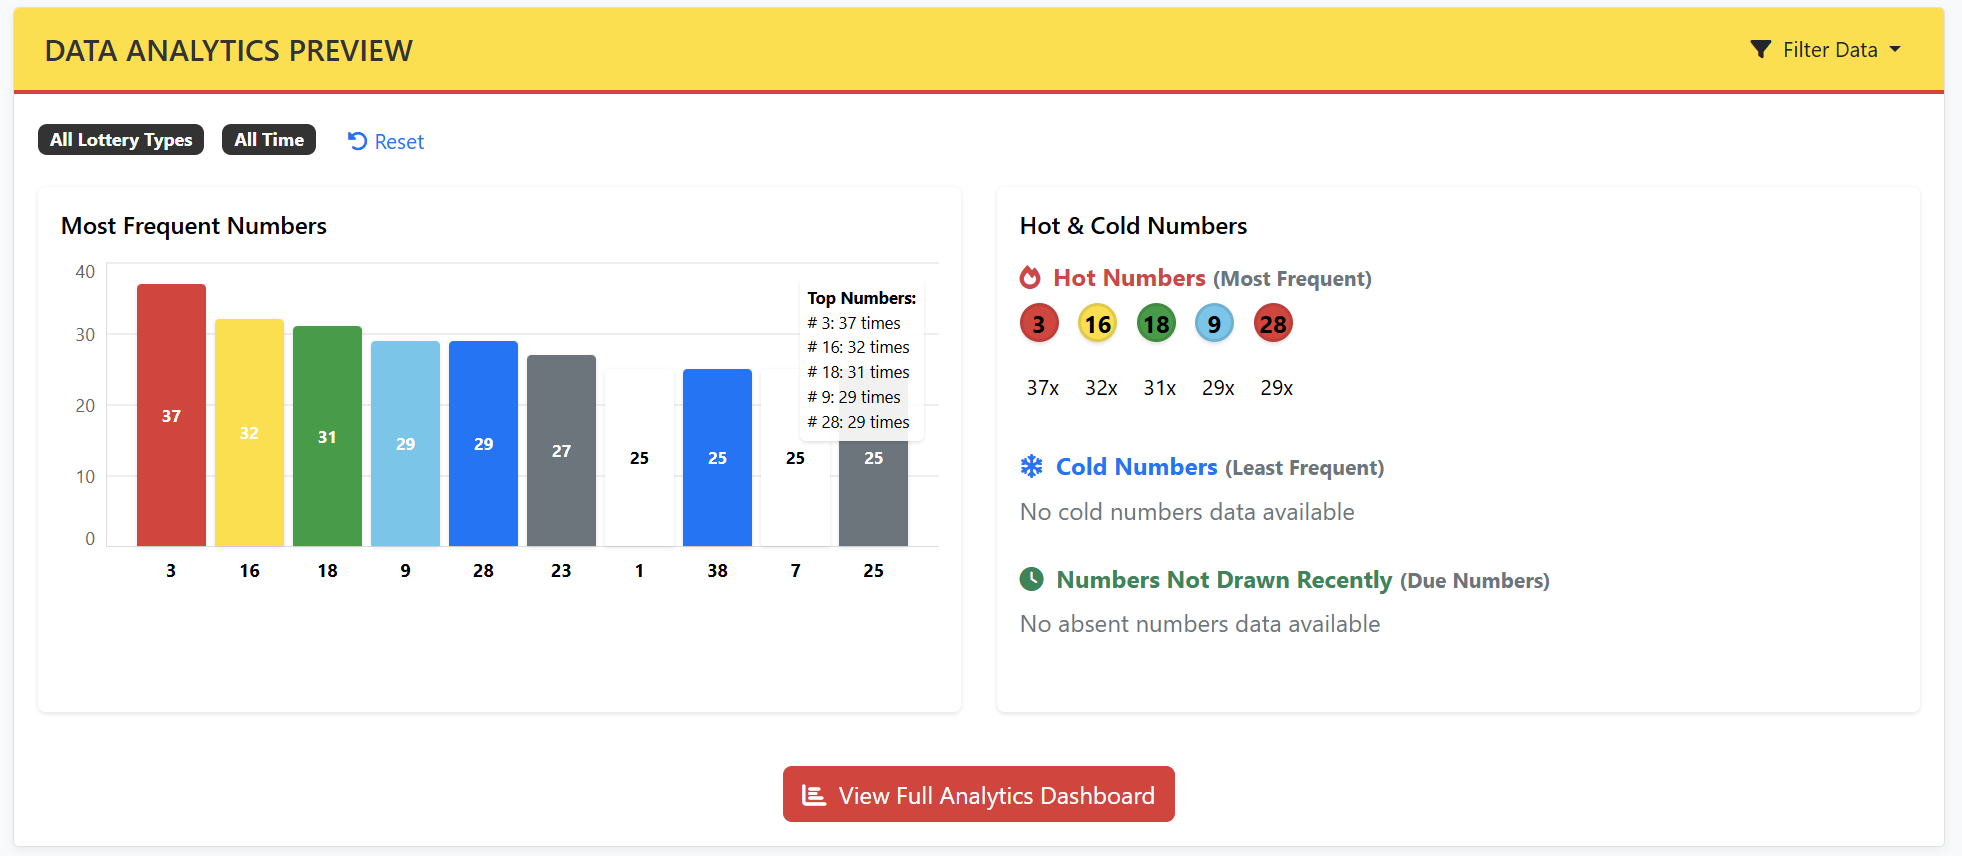 DATA ANALYTICS PREVIEW
Filter Data
All Lottery Types
All Time
Reset
Most Frequent Numbers
40
30
20
10
0
Top Numbers:
# 3: 37 times
# 16: 32 times
# 18: 31 times
# 9: 29 times
# 28: 29 times
37 32 31 29 29 27 25 25 25 25
3 16 18 9 28 23 1 38 7 25
Hot & Cold Numbers
Hot Numbers (Most Frequent)
3 16 18 9 28
37x 32x 31x 29x 29x
Cold Numbers (Least Frequent)
No cold numbers data available
Numbers Not Drawn Recently (Due Numbers)
No absent numbers data available
View Full Analytics Dashboard